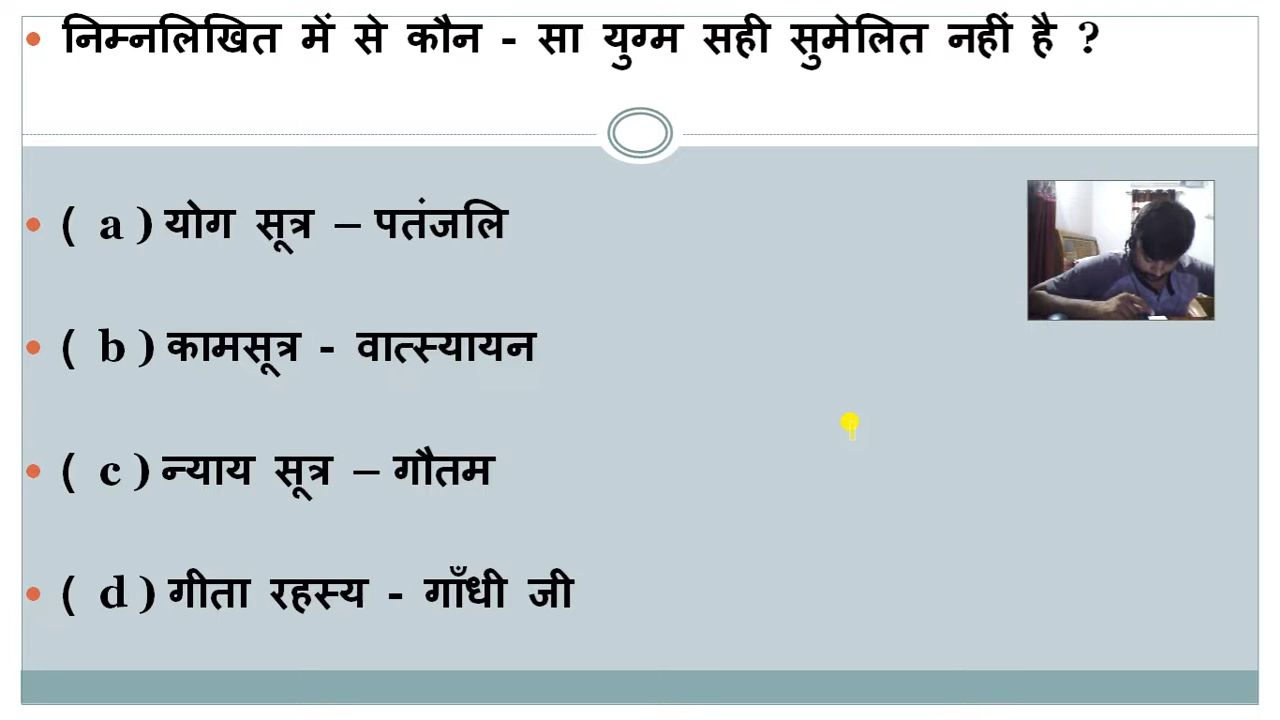 निम्नलिखित में से कौन - सा युग्म सही सुमेलित नहीं है ?
( a ) योग सूत्र – पतंजलि
( b ) कामसूत्र - वात्स्यायन
( c ) न्याय सूत्र – गौतम
( d ) गीता रहस्य - गाँधी जी